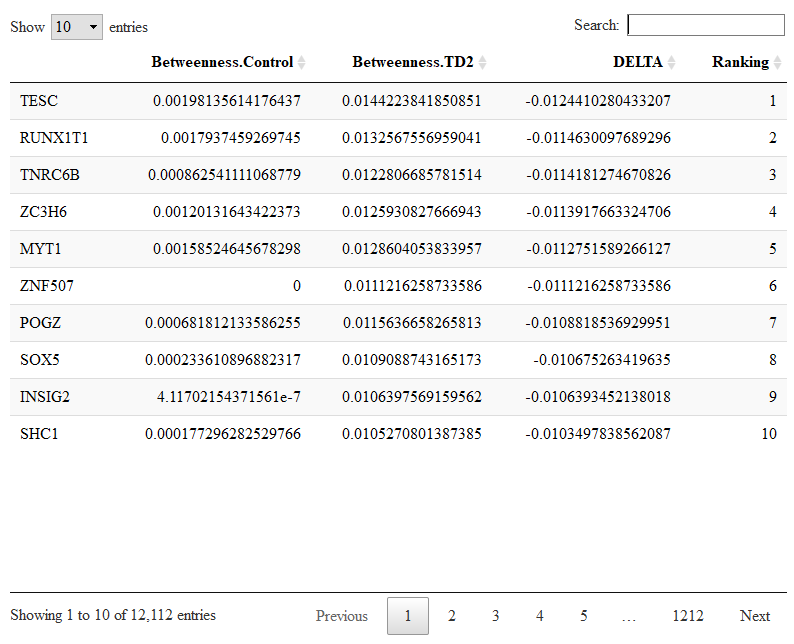 Show 10 entries Search:
Betweenness.Control Betweenness.TD2 DELTA Ranking
TESC 0.00198135614176437 0.0144223841850851 -0.0124410280433207 1
RUNX1T1 0.0017937459269745 0.0132567556959041 -0.0114630097689296 2
TNRC6B 0.000862541111068779 0.0122806685781514 -0.0114181274670826 3
ZC3H6 0.00120131643422373 0.0125930827666943 -0.0113917663324706 4
MYT1 0.00158524645678298 0.0128604053833957 -0.0112751589266127 5
ZNF507 0 0.0111216258733586 -0.0111216258733586 6
POGZ 0.000681812133586255 0.0115636658265813 -0.0108818536929951 7
SOX5 0.000233610896882317 0.0109088743165173 -0.010675263419635 8
INSIG2 4.11702154371561e-7 0.0106397569159562 -0.0106393452138018 9
SHC1 0.000177296282529766 0.0105270801387385 -0.0103497838562087 10
Showing 1 to 10 of 12,112 entries Previous 1 2 3 4 5 … 1212 Next